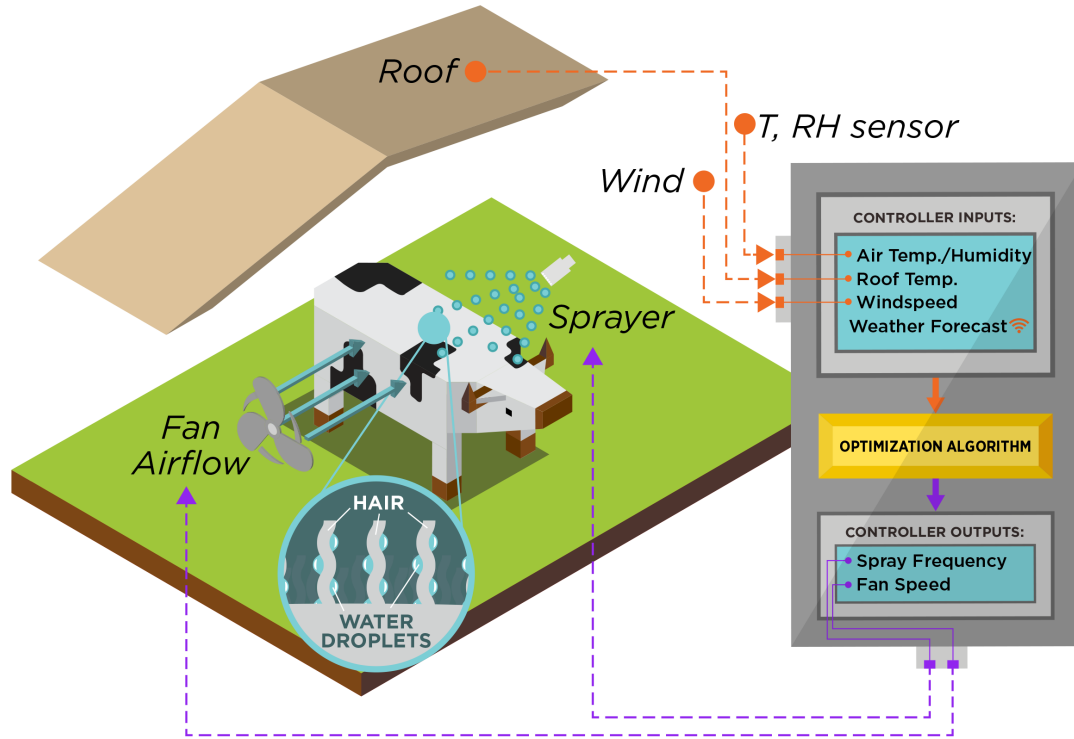 Roof
T, RH sensor
Wind
CONTROLLER INPUTS:
Air Temp./Humidity
Roof Temp.
Windspeed
Weather Forecast
Sprayer
Fan
Airflow
OPTIMIZATION ALGORITHM
HAIR
WATER
DROPLETS
CONTROLLER OUTPUTS:
Spray Frequency
Fan Speed